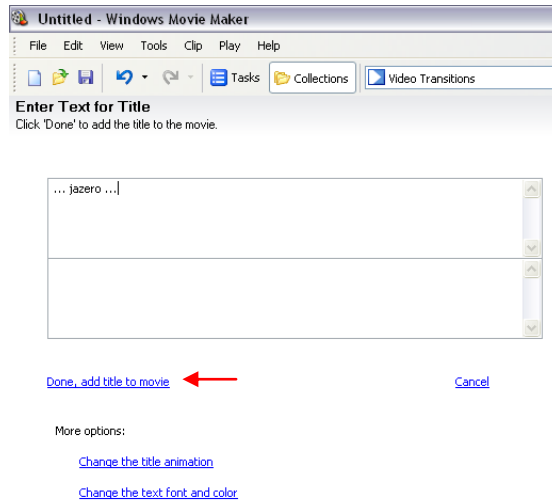 Untitled - Windows Movie Maker
File Edit View Tools Clip Play Help
Tasks Collections Video Transitions
Enter Text for Title
Click 'Done' to add the title to the movie.
... jazero ...
Done, add title to movie Cancel
More options:
Change the title animation
Change the text font and color